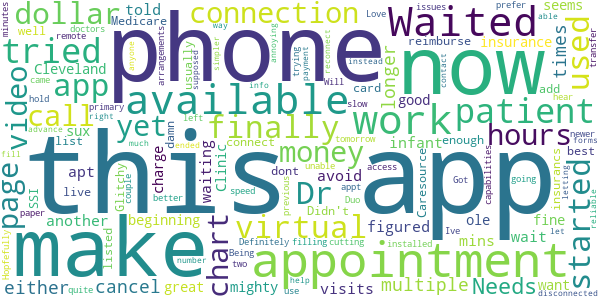 dollar
connection
told
Medicare
Love
issues
prefer
able
doctors
minutes
remote
way
anyone
phone
Waited
now
used
seems
reimburse
insurance
times
transfer
well
arrangements
annoying
supposed
simpler
reconnect
Will
payment
trying
instead
tried
Cleveland
came
usually
longer
card
slow
add
hear
app
video
hold
primary
right
info
contact
call
available
work
patient
good
advance
fill
ended
left
access
tomorrow
newer
forms
page
yet
finally
infant
enough
hours
sux
damn
list
Glitchy
couple
connect
unable
best
paper
much
SSI
apt
clinic
money
avoid
Dr
live
charge
waiting
dont
appt
Caresource
Got
capabilities
going
insurancs
letting
reliable
this app
another
better
speed
previous
Duo
Ive
started
Hopefully
beginning
Didn't
figured
ole
fine
chart
virtual
listed
number
Being
Definitely
filling
cutting
installed
mins
wait
let
make
appointment
either
cancel
great
mighty
two
help
use
visits
multiple
Needs
want
quite
disconnected